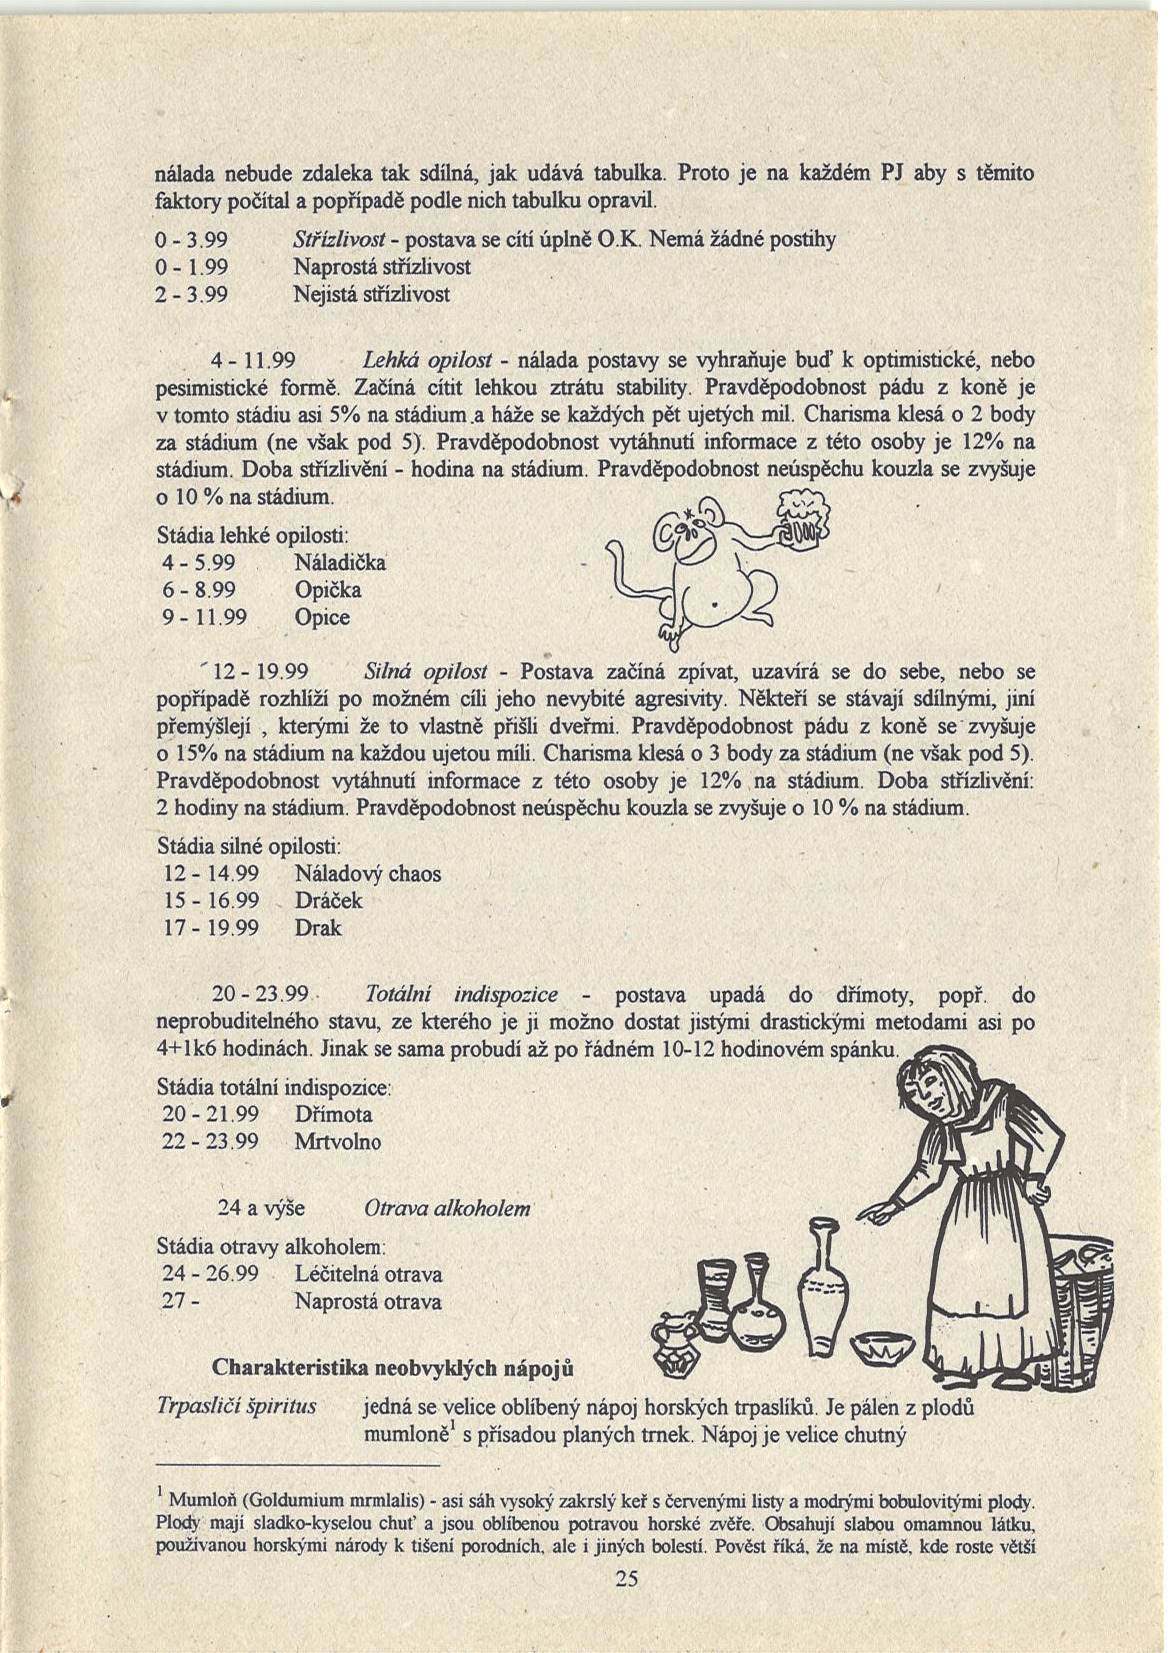 nálada nebude zdaleka tak sdílná, jak udává tabulka. Proto je na každém PJ aby s těmito
faktory počítal a popřípadě podle nich tabulku opravil.
0 - 3.99 Střízlivost - postava se cítí úplně O.K. Nemá žádné postihy
0 - 1.99 Naprostá střízlivost
2 - 3.99 Nejistá střízlivost
4 - 11.99 Lehká opilost - nálada postavy se vyhraňuje buď k optimistické, nebo
pesimistické formě. Začíná cítit lehkou ztrátu stability. Pravděpodobnost pádu z koně je
v tomto stádiu asi 5% na stádium a háže se každých pět ujetých mil. Charisma klesá o 2 body
za stádium (ne však pod 5). Pravděpodobnost vytáhnutí informace z této osoby je 12% na
stádium. Doba střízlivění - hodina na stádium. Pravděpodobnost neúspěchu kouzla se zvyšuje
o 10 % na stádium.
Stádia lehké opilosti:
4 - 5.99 Náladička
6 - 8.99 Opička
9 - 11.99 Opice
12 - 19.99 Silná opilost - Postava začíná zpívat, uzavírá se do sebe, nebo se
popřípadě rozhlíží po možném cíli jeho nevybité agresivity. Někteří se stávají sdílnými, jiní
přemýšlejí , kterými že to vlastně přišli dveřmi. Pravděpodobnost pádu z koně se zvyšuje
o 15% na stádium na každou ujetou míli. Charisma klesá o 3 body za stádium (ne však pod 5).
Pravděpodobnost vytáhnutí informace z této osoby je 12% na stádium. Doba střízlivění:
2 hodiny na stádium. Pravděpodobnost neúspěchu kouzla se zvyšuje o 10 % na stádium.
Stádia silné opilosti:
12 - 14.99 Náladový chaos
15 - 16.99 Dráček
17 - 19.99 Drak
20 - 23.99 Totální indispozice - postava upadá do dřímoty, popř. do
neprobuditelného stavu, ze kterého je ji možno dostat jistými drastickými metodami asi po
4+1k6 hodinách. Jinak se sama probudí až po řádném 10-12 hodinovém spánku.
Stádia totální indispozice:
20 - 21.99 Dřímota
22 - 23.99 Mrtvolno
24 a výše Otrava alkoholem
Stádia otravy alkoholem:
24 - 26.99 Léčitelná otrava
27 - Naprostá otrava
Charakteristika neobvyklých nápojů
Trpasličí špiritus jedná se velice oblíbený nápoj horských trpaslíků. Je pálen z plodů
mumloně¹ s přísadou planých trnek. Nápoj je velice chutný
¹ Mumloň (Goldumium mrmlalis) - asi sáh vysoký zakrslý keř s červenými listy a modrými bobulovitými plody.
Plody mají sladko-kyselou chuť a jsou oblíbenou potravou horské zvěře. Obsahují slabou omamnou látku,
používanou horskými národy k tišení porodních, ale i jiných bolestí. Pověst říká, že na místě, kde roste větší
25